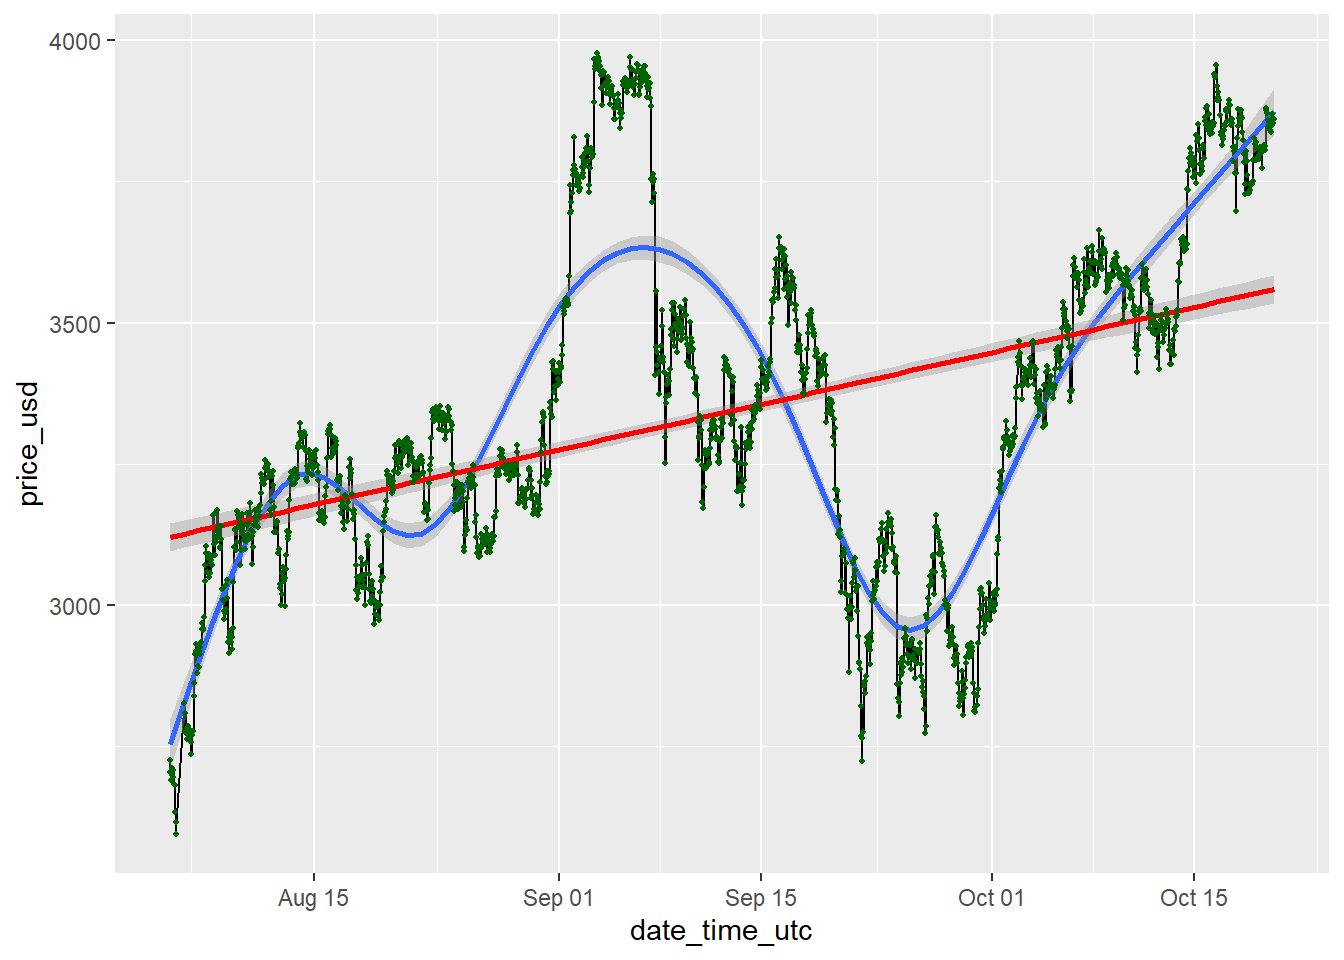 4000
3500
3000
price_usd
Aug 15
Sep 01
Sep 15
Oct 01
Oct 15
date_time_utc